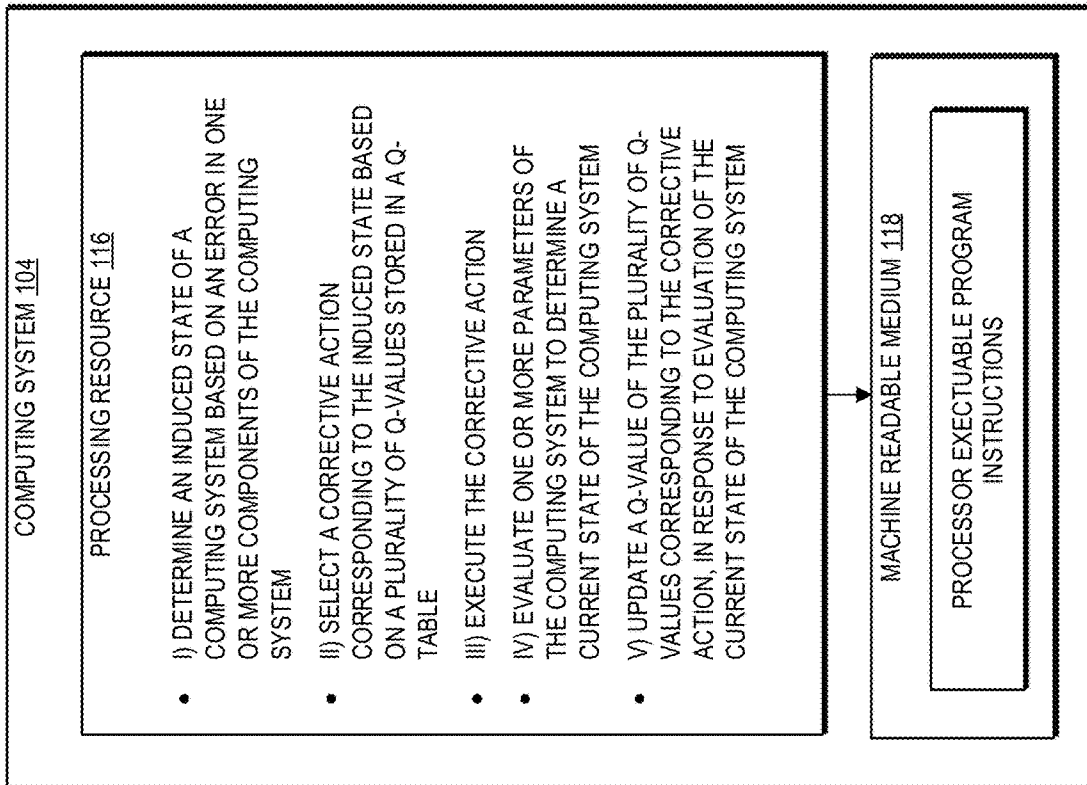 COMPUTING SYSTEM 104
PROCESSING RESOURCE 116
• I) DETERMINE AN INDUCED STATE OF A
COMPUTING SYSTEM BASED ON AN ERROR IN ONE
OR MORE COMPONENTS OF THE COMPUTING
SYSTEM
• II) SELECT A CORRECTIVE ACTION
CORRESPONDING TO THE INDUCED STATE BASED
ON A PLURALITY OF Q-VALUES STORED IN A Q-
TABLE
• III) EXECUTE THE CORRECTIVE ACTION
• IV) EVALUATE ONE OR MORE PARAMETERS OF
THE COMPUTING SYSTEM TO DETERMINE A
CURRENT STATE OF THE COMPUTING SYSTEM
• V) UPDATE A Q-VALUE OF THE PLURALITY OF Q-
VALUES CORRESPONDING TO THE CORRECTIVE
ACTION, IN RESPONSE TO EVALUATION OF THE
CURRENT STATE OF THE COMPUTING SYSTEM
MACHINE READABLE MEDIUM 118
PROCESSOR EXECTUABLE PROGRAM
INSTRUCTIONS